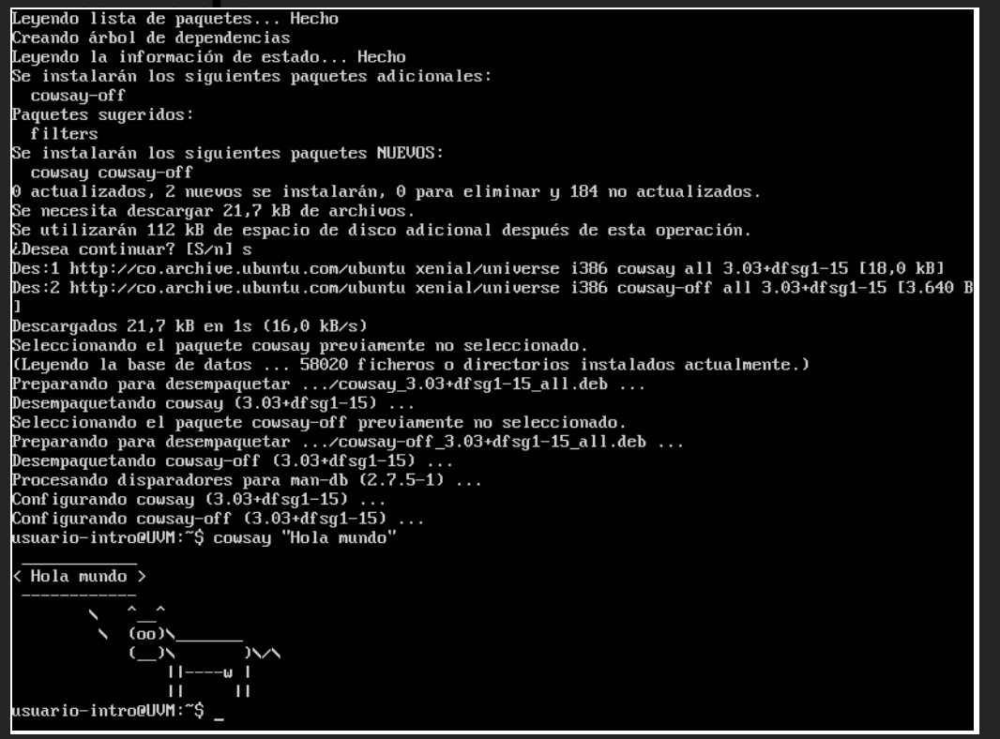 Leyendo lista de paquetes... Hecho
Creando árbol de dependencias
Leyendo la información de estado... Hecho
Se instalarán los siguientes paquetes adicionales:
  cowsay-off
Paquetes sugeridos:
  filters
Se instalarán los siguientes paquetes NUEVOS:
  cowsay cowsay-off
0 actualizados, 2 nuevos se instalarán, 0 para eliminar y 184 no actualizados.
Se necesita descargar 21,7 kB de archivos.
Se utilizarán 112 kB de espacio de disco adicional después de esta operación.
¿Desea continuar? [S/n] s
Des:1 http://co.archive.ubuntu.com/ubuntu xenial/universe i386 cowsay all 3.03+dfsg1-15 [18,0 kB]
Des:2 http://co.archive.ubuntu.com/ubuntu xenial/universe i386 cowsay-off all 3.03+dfsg1-15 [3.640 B
]
Descargados 21,7 kB en 1s (16,0 kB/s)
Seleccionando el paquete cowsay previamente no seleccionado.
(Leyendo la base de datos ... 58020 ficheros o directorios instalados actualmente.)
Preparando para desempaquetar .../cowsay_3.03+dfsg1-15_all.deb ...
Desempaquetando cowsay (3.03+dfsg1-15) ...
Seleccionando el paquete cowsay-off previamente no seleccionado.
Preparando para desempaquetar .../cowsay-off_3.03+dfsg1-15_all.deb ...
Desempaquetando cowsay-off (3.03+dfsg1-15) ...
Procesando disparadores para man-db (2.7.5-1) ...
Configurando cowsay (3.03+dfsg1-15) ...
Configurando cowsay-off (3.03+dfsg1-15) ...
usuario-intro@UVM:~$ cowsay "Hola mundo"
 ____________
< Hola mundo >
 ------------
        \   ^__^
         \  (oo)\_______
            (__)\       )\/\
                ||----w |
                ||     ||
usuario-intro@UVM:~$ _